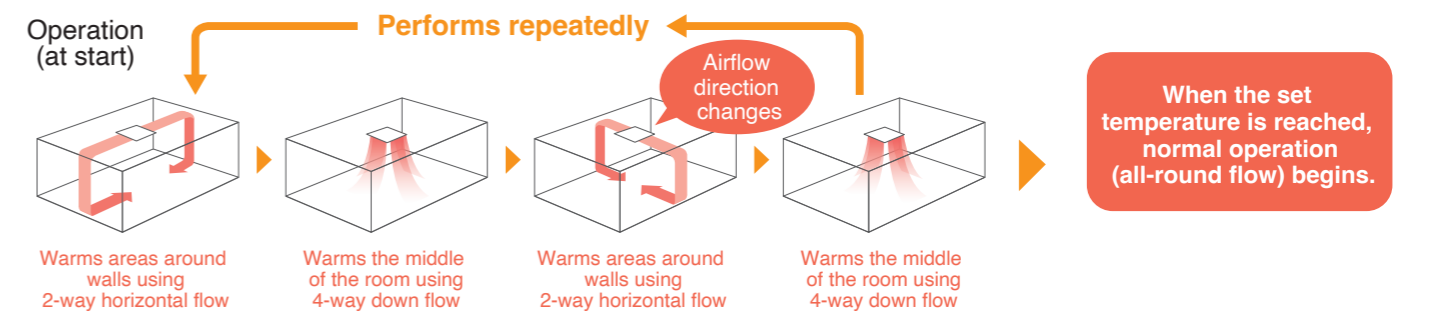 Operation
(at start)
Performs repeatedly
Airflow
direction
changes
Warms areas around
walls using
2-way horizontal flow
Warms the middle
of the room using
4-way down flow
Warms areas around
walls using
2-way horizontal flow
Warms the middle
of the room using
4-way down flow
When the set
temperature is reached,
normal operation
(all-round flow) begins.